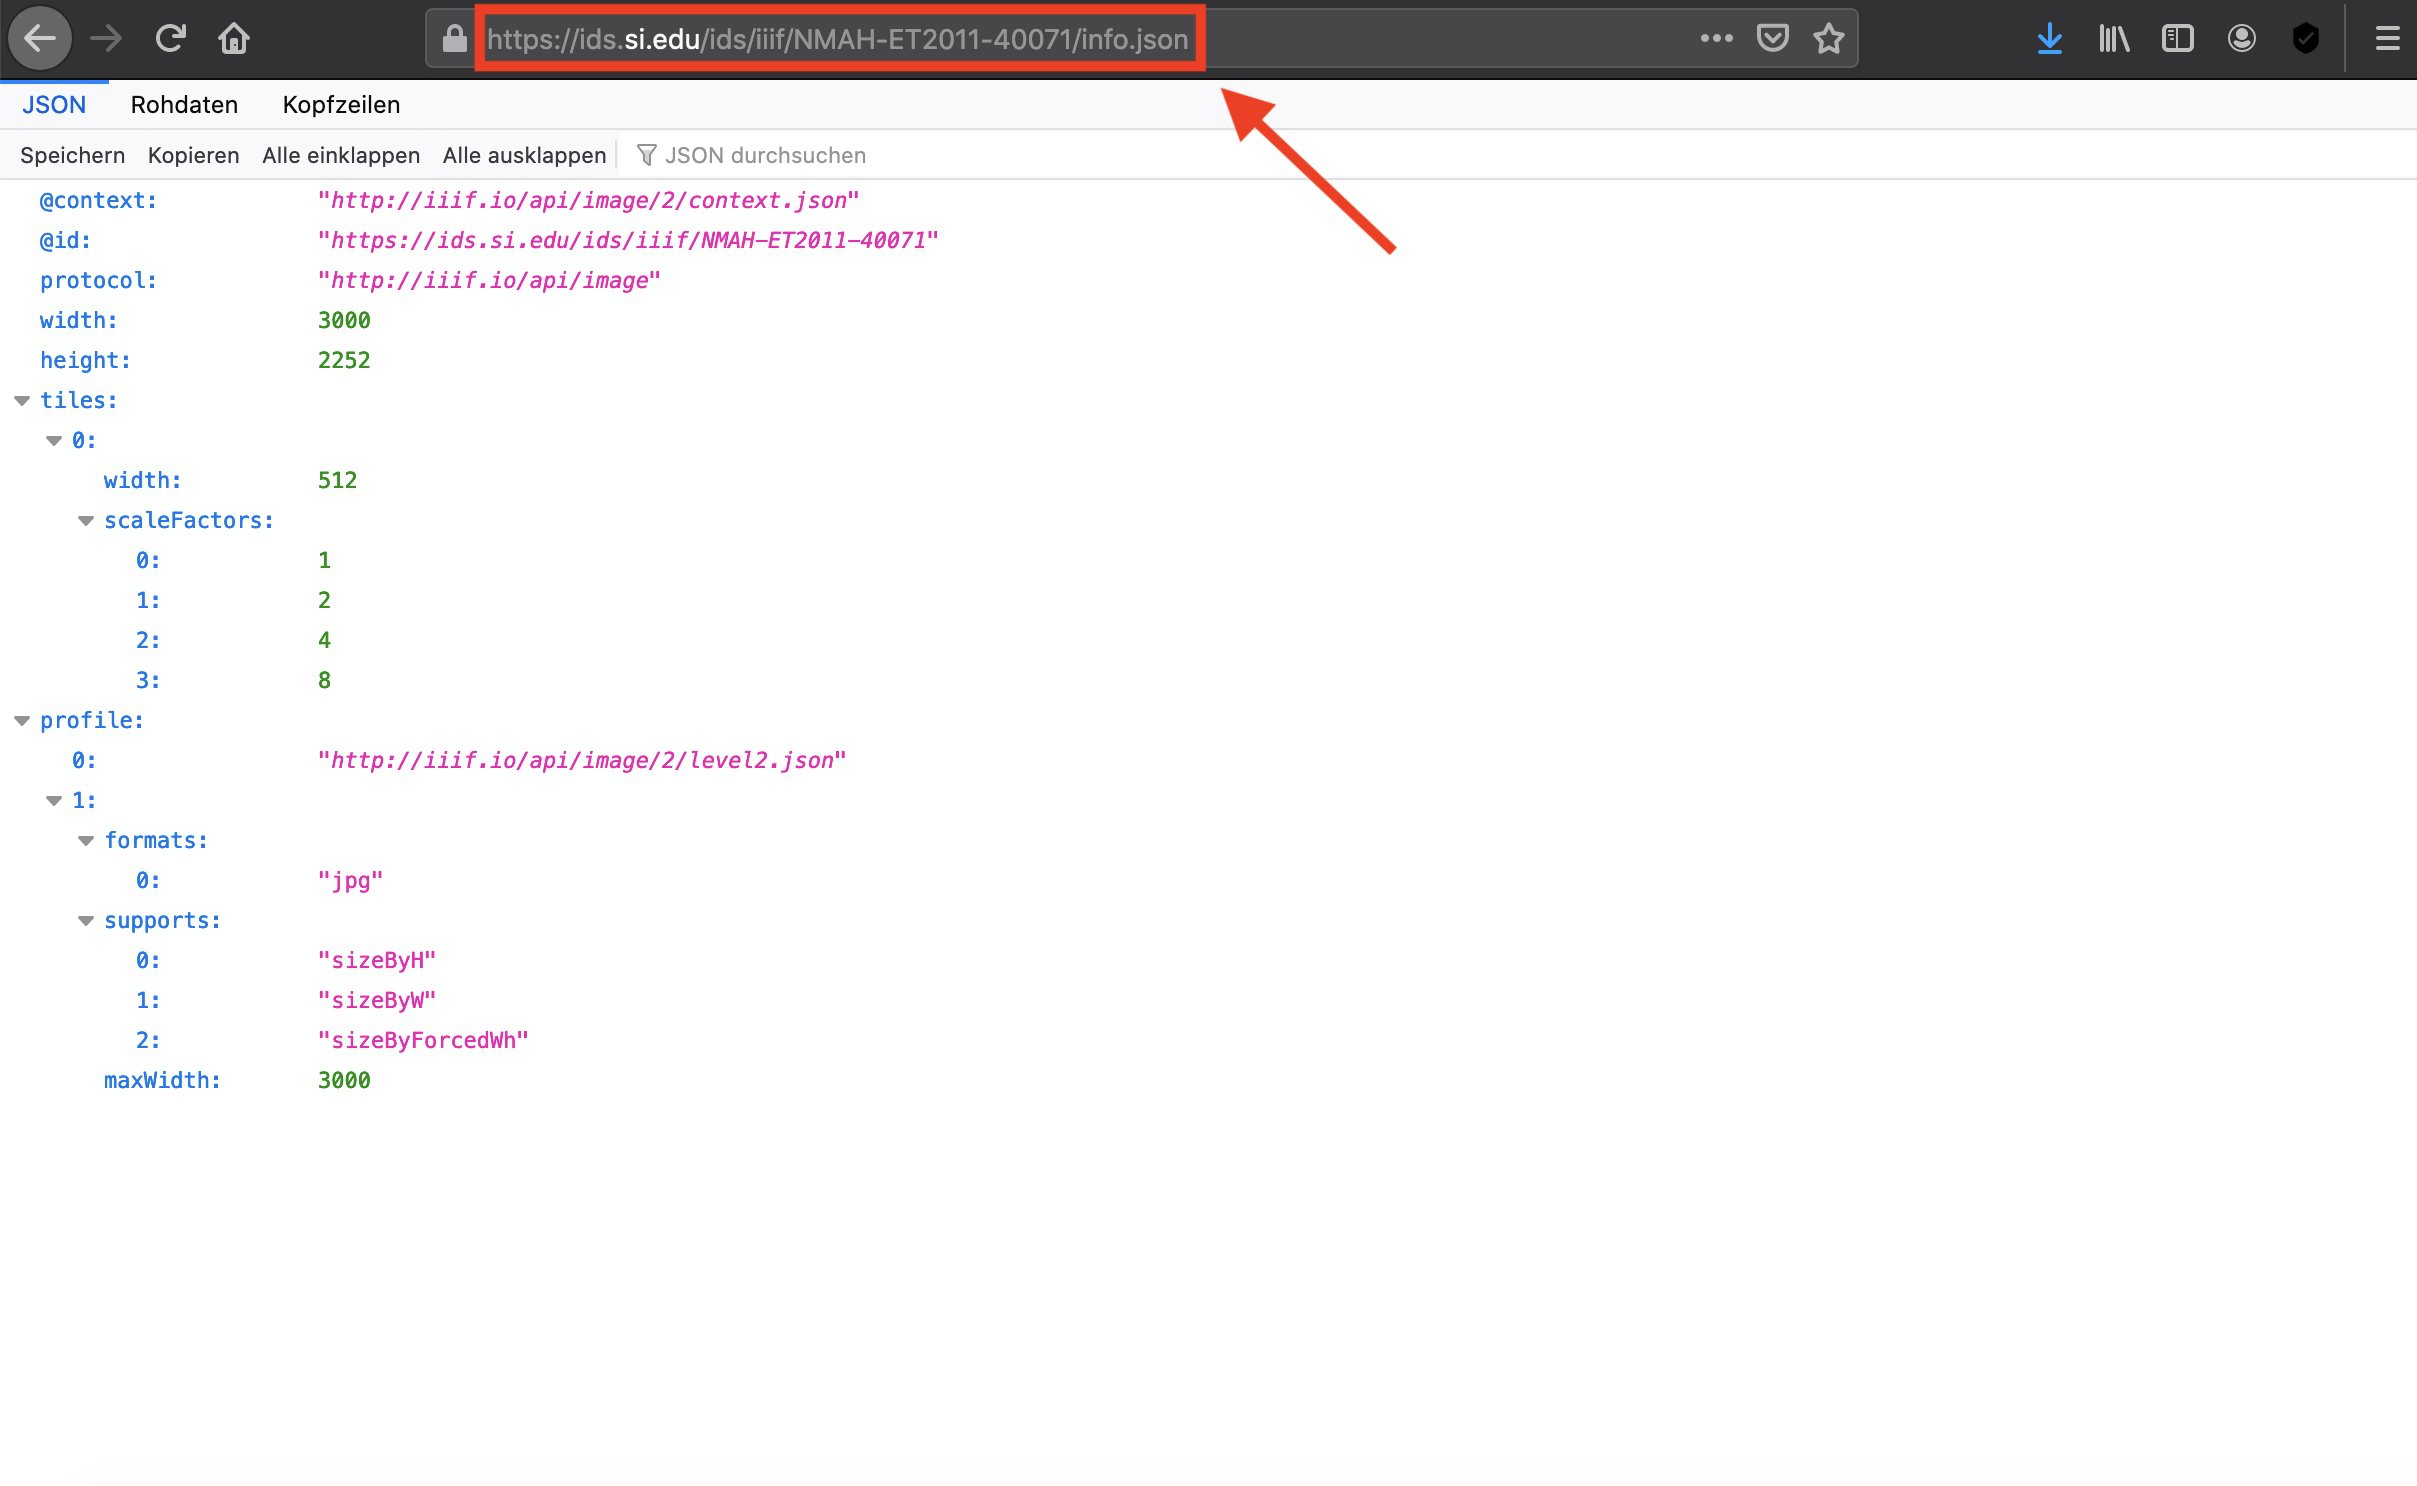 https://ids.si.edu/ids/iiif/NMAH-ET2011-40071/info.json
JSON Rohdaten Kopfzeilen
Speichern Kopieren Alle einklappen Alle ausklappen JSON durchsuchen
@context: "http://iiif.io/api/image/2/context.json"
@id: "https://ids.si.edu/ids/iiif/NMAH-ET2011-40071"
protocol: "http://iiif.io/api/image"
width: 3000
height: 2252
tiles:
0:
width: 512
scaleFactors:
0: 1
1: 2
2: 4
3: 8
profile:
0: "http://iiif.io/api/image/2/level2.json"
1:
formats:
0: "jpg"
supports:
0: "sizeByH"
1: "sizeByW"
2: "sizeByForcedWh"
maxWidth: 3000